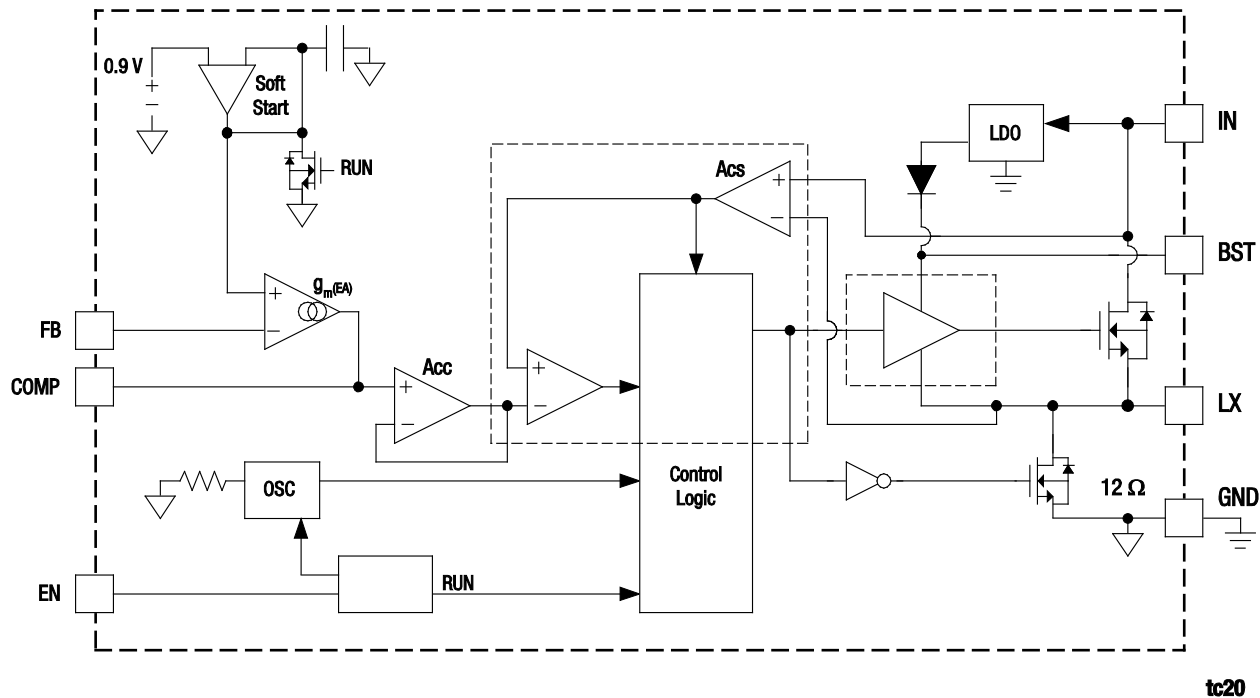 0.9 V
+
−
Soft
Start
RUN
LDO
IN
Acs
+
−
BST
gm(EA)
+
−
FB
COMP
Acc
+
−
+
−
LX
Control
Logic
OSC
12 Ω
GND
EN
RUN
tc20